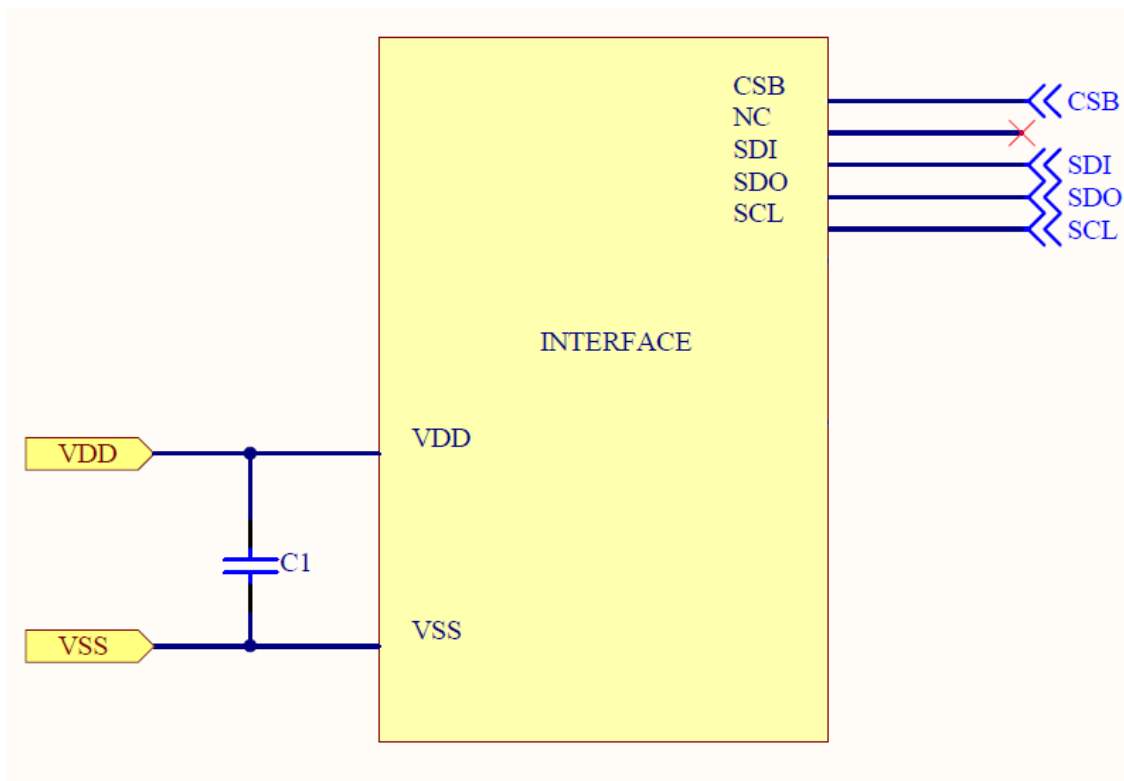 CSB
CSB
NC
SDI
SDI
SDO
SDO
SCL
SCL
INTERFACE
VDD
VDD
C1
VSS
VSS